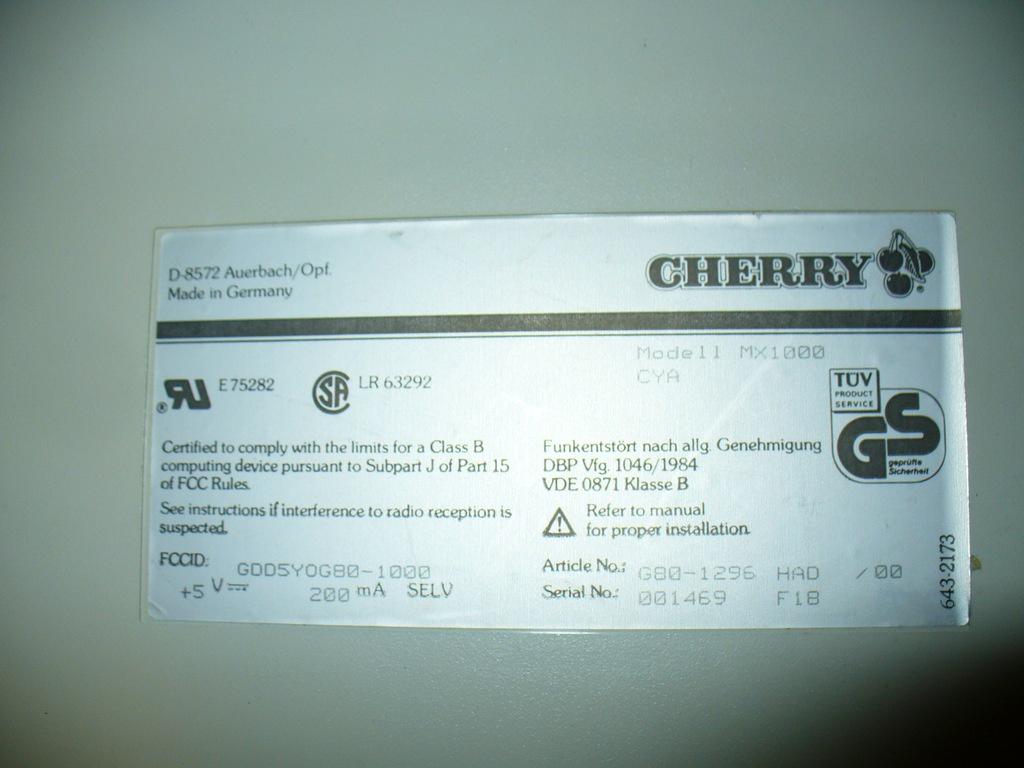 D-8572 Auerbach/Opf.
Made in Germany
CHERRY
®
Modell MX1000
CYA
RU
® E 75282
SA LR 63292
TÜV
PRODUCT
SERVICE
GS
geprüfte
Sicherheit
Certified to comply with the limits for a Class B
computing device pursuant to Subpart J of Part 15
of FCC Rules.
See instructions if interference to radio reception is
suspected.
FCCID: GDD5YOG80-1000
+5 V 200 mA SELV
Funkentstört nach allg. Genehmigung
DBP Vfg. 1046/1984
VDE 0871 Klasse B
Refer to manual
for proper installation.
Article No.: G80-1296 HAD /00
Serial No.: 001469 F18
643-2173